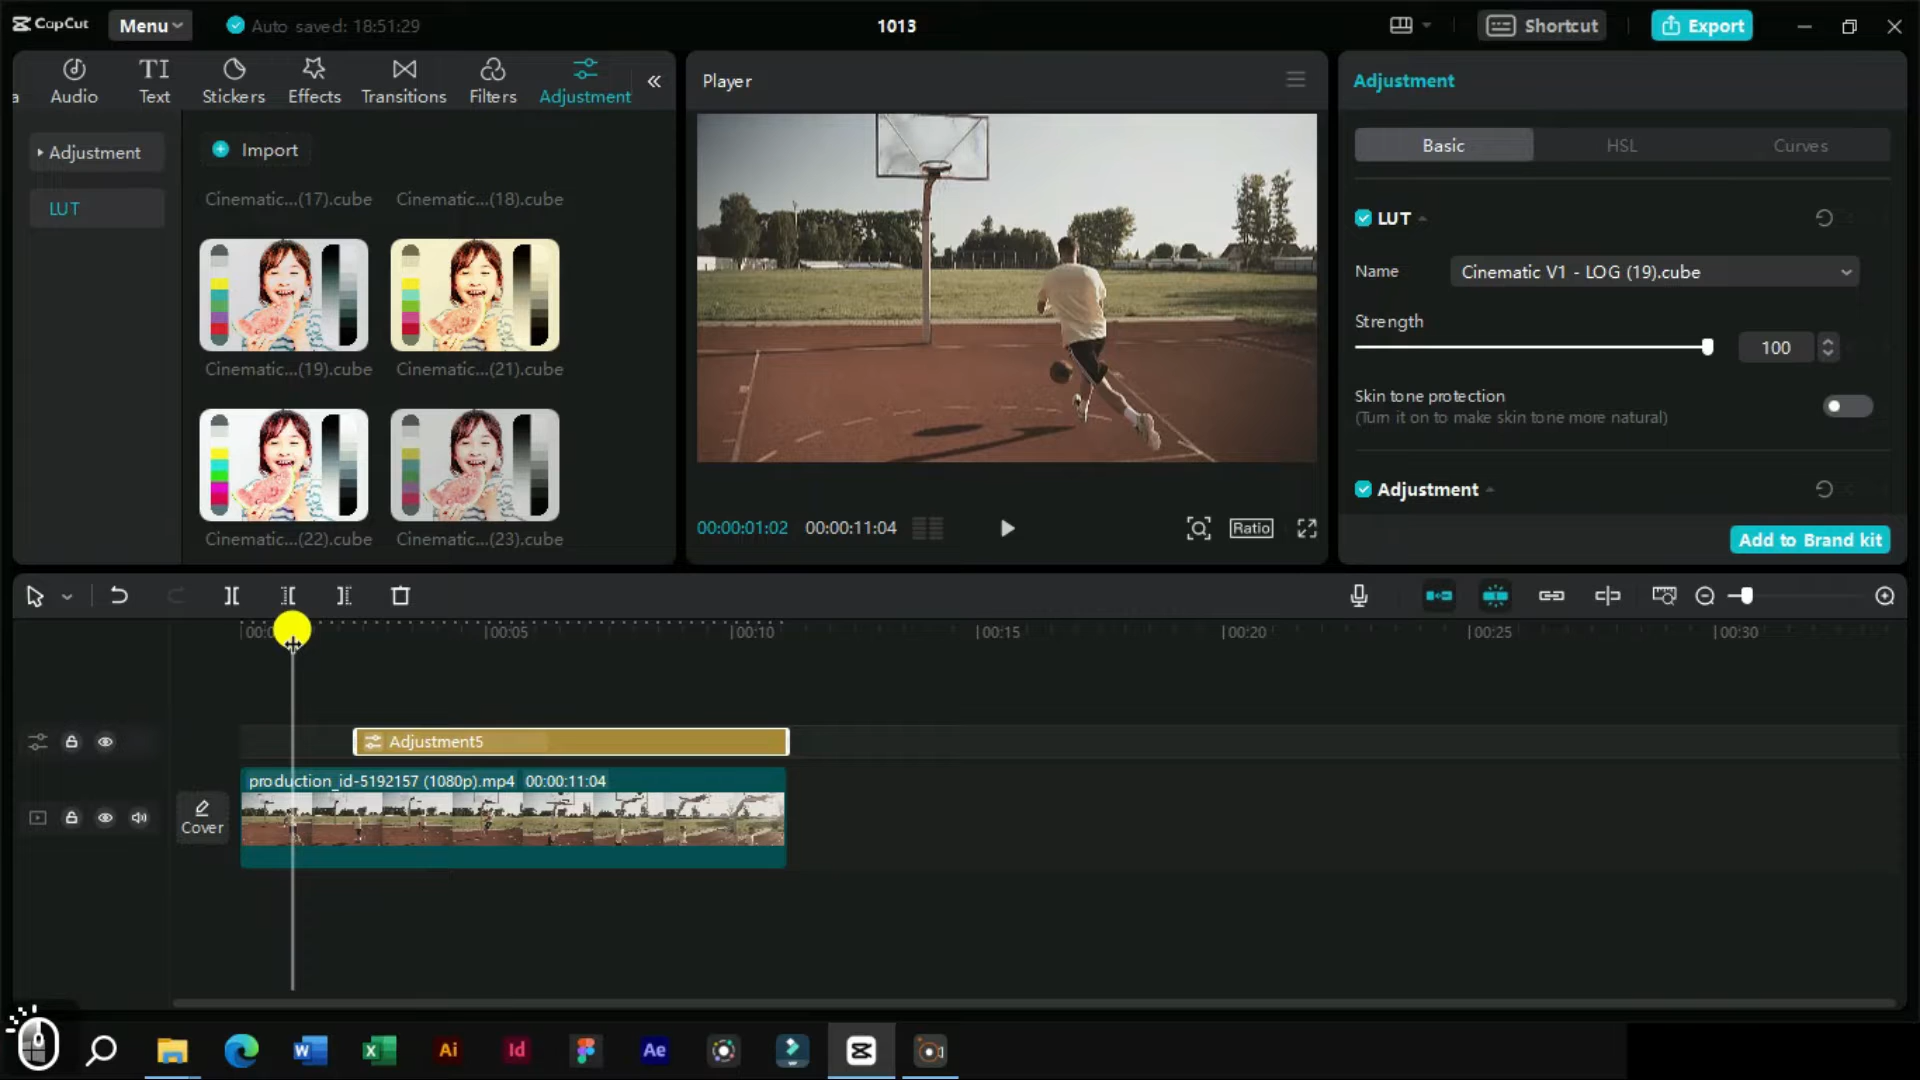 CapCut
Menu
Auto saved: 18:51:29
1013
Shortcut
Export
a
Audio
Text
Stickers
Effects
Transitions
Filters
Adjustment
Player
Adjustment
Adjustment
LUT
Import
Cinematic...(17).cube
Cinematic...(18).cube
Cinematic...(19).cube
Cinematic...(21).cube
Cinematic...(22).cube
Cinematic...(23).cube
Basic
HSL
Curves
LUT
Name
Cinematic V1 - LOG (19).cube
Strength
100
Skin tone protection
(Turn it on to make skin tone more natural)
Adjustment
Add to Brand kit
00:00:01:02
00:00:11:04
Ratio
00:05
00:10
00:15
00:20
00:25
00:30
Adjustment5
production_id-5192157 (1080p).mp4 00:00:11:04
Cover
W
X
Ai
Id
Ae